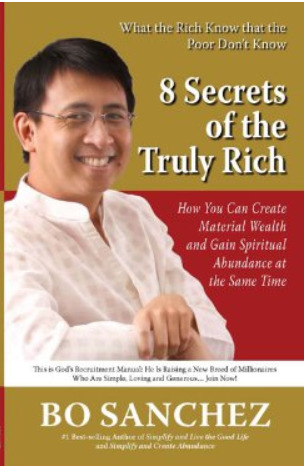 What the Rich Know that the
Poor Don't Know
8 Secrets
of the
Truly Rich
How You Can Create
Material Wealth
and Gain Spiritual
Abundance at
the Same Time
This is God's Recruitment Manual: He Is Raising a New Breed of Millionaires
Who Are Simple, Loving and Generous... Join Now!
BO SANCHEZ
#1 Best-selling Author of Simplify and Live the Good Life
and Simplify and Create Abundance